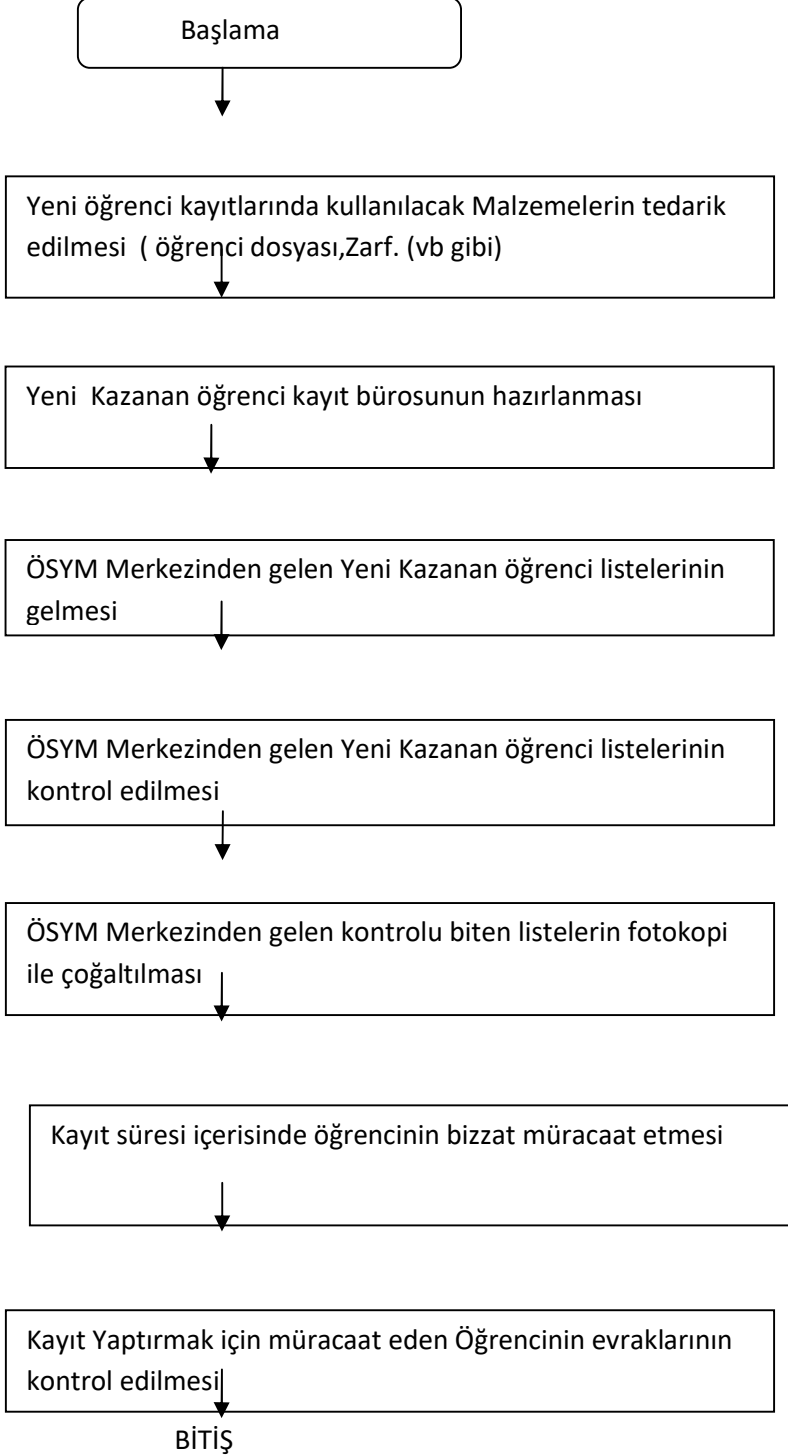 Başlama
Yeni öğrenci kayıtlarında kullanılacak Malzemelerin tedarik
edilmesi ( öğrenci dosyası,Zarf. (vb gibi)
Yeni Kazanan öğrenci kayıt bürosunun hazırlanması
ÖSYM Merkezinden gelen Yeni Kazanan öğrenci listelerinin
gelmesi
ÖSYM Merkezinden gelen Yeni Kazanan öğrenci listelerinin
kontrol edilmesi
ÖSYM Merkezinden gelen kontrolu biten listelerin fotokopi
ile çoğaltılması
Kayıt süresi içerisinde öğrencinin bizzat müracaat etmesi
Kayıt Yaptırmak için müracaat eden Öğrencinin evraklarının
kontrol edilmesi
BİTİŞ